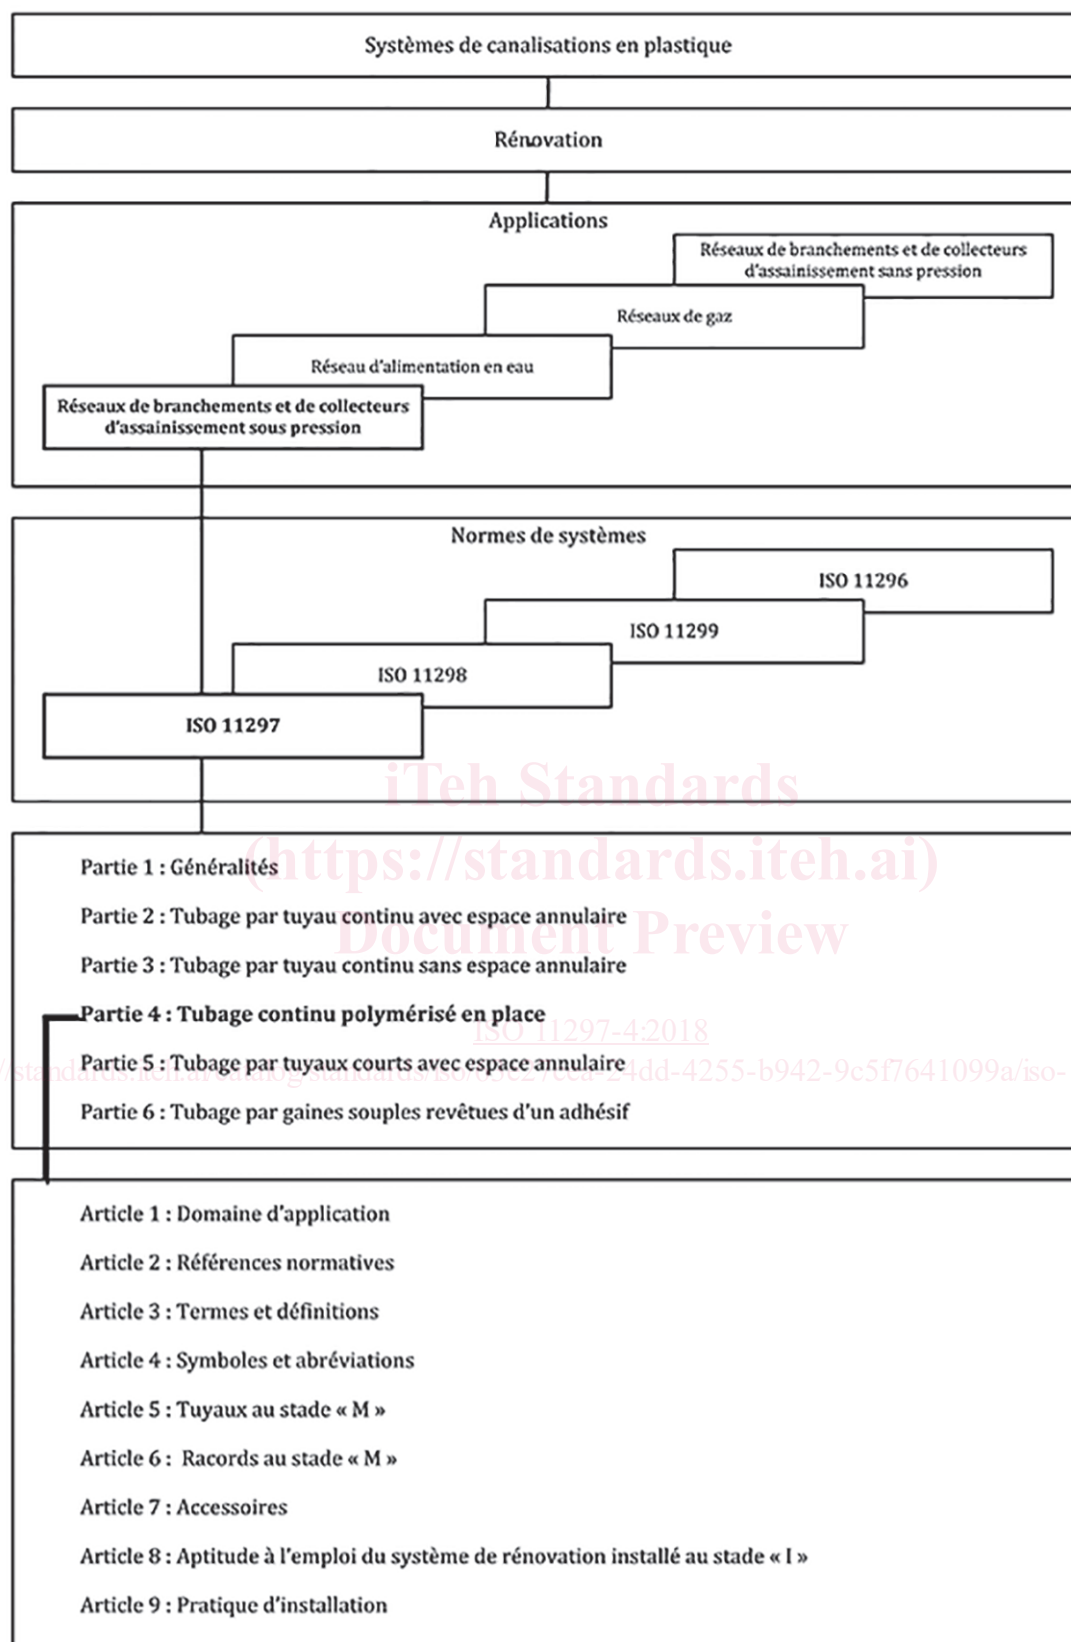 Systèmes de canalisations en plastique
Rénovation
Applications
Réseaux de branchements et de collecteurs
d'assainissement sans pression
Réseaux de gaz
Réseau d'alimentation en eau
Réseaux de branchements et de collecteurs
d'assainissement sous pression
Normes de systèmes
ISO 11296
ISO 11299
ISO 11298
ISO 11297
iTeh Standards
(https://standards.iteh.ai)
Document Preview
Partie 1 : Généralités
Partie 2 : Tubage par tuyau continu avec espace annulaire
Partie 3 : Tubage par tuyau continu sans espace annulaire
Partie 4 : Tubage continu polymérisé en place
ISO 11297-4:2018
Partie 5 : Tubage par tuyaux courts avec espace annulaire
Partie 6 : Tubage par gaines souples revêtues d'un adhésif
Article 1 : Domaine d'application
Article 2 : Références normatives
Article 3 : Termes et définitions
Article 4 : Symboles et abréviations
Article 5 : Tuyaux au stade « M »
Article 6 : Racords au stade « M »
Article 7 : Accessoires
Article 8 : Aptitude à l'emploi du système de rénovation installé au stade « I »
Article 9 : Pratique d'installation